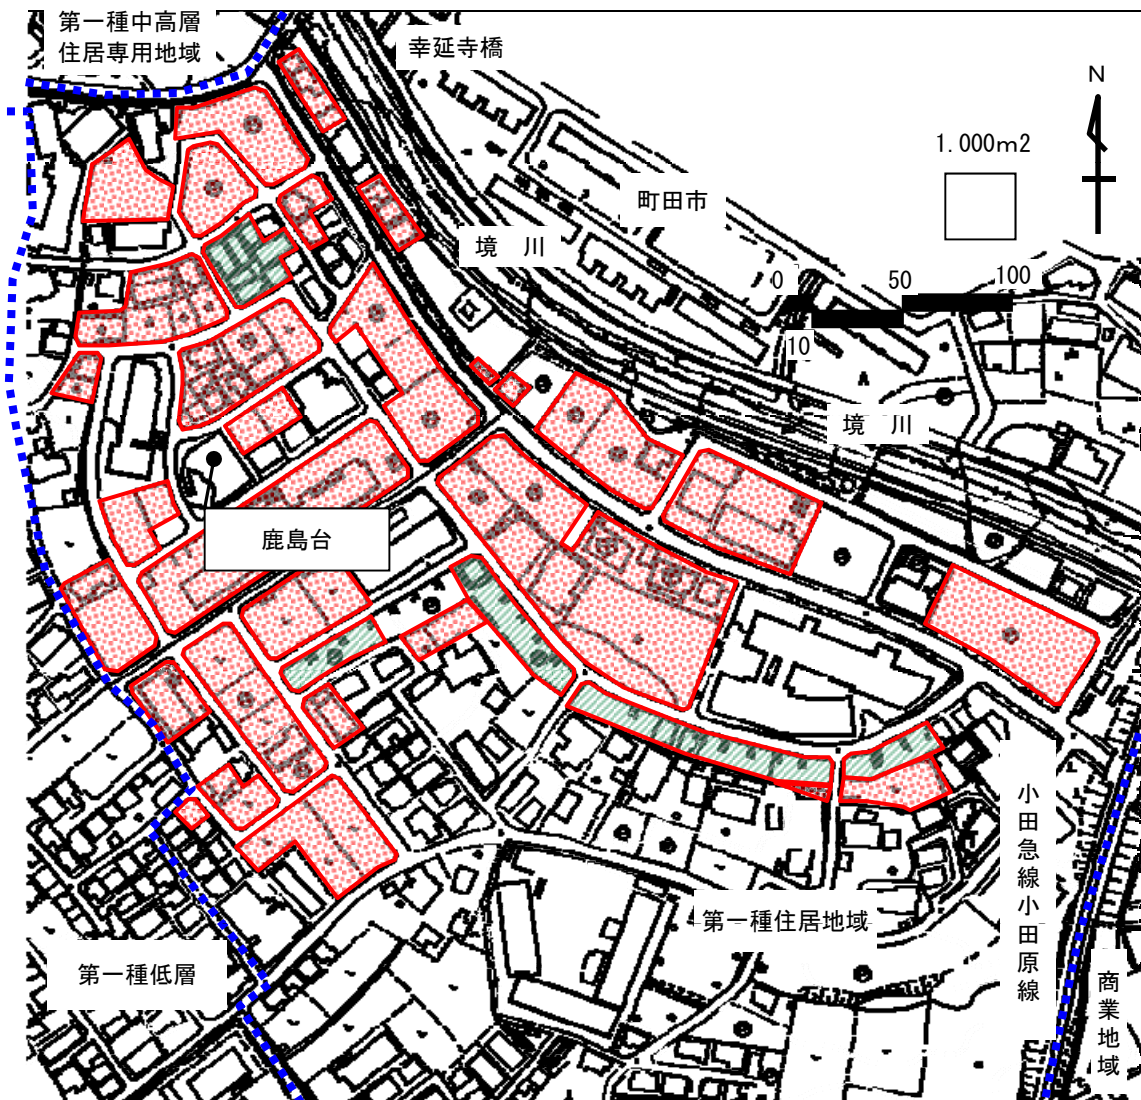 第一種中高層
住居専用地域
幸延寺橋
N
1.000m2
町田市
境 川
0 50 100
10
境 川
鹿島台
小田急線小田原線
第一種住居地域
第一種低層
商業地域